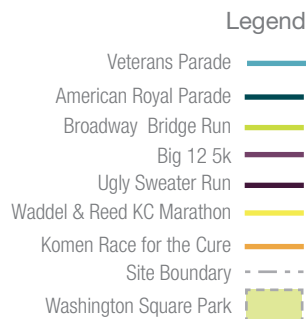 Legend
Veterans Parade
American Royal Parade
Broadway Bridge Run
Big 12 5k
Ugly Sweater Run
Waddel & Reed KC Marathon
Komen Race for the Cure
Site Boundary
Washington Square Park